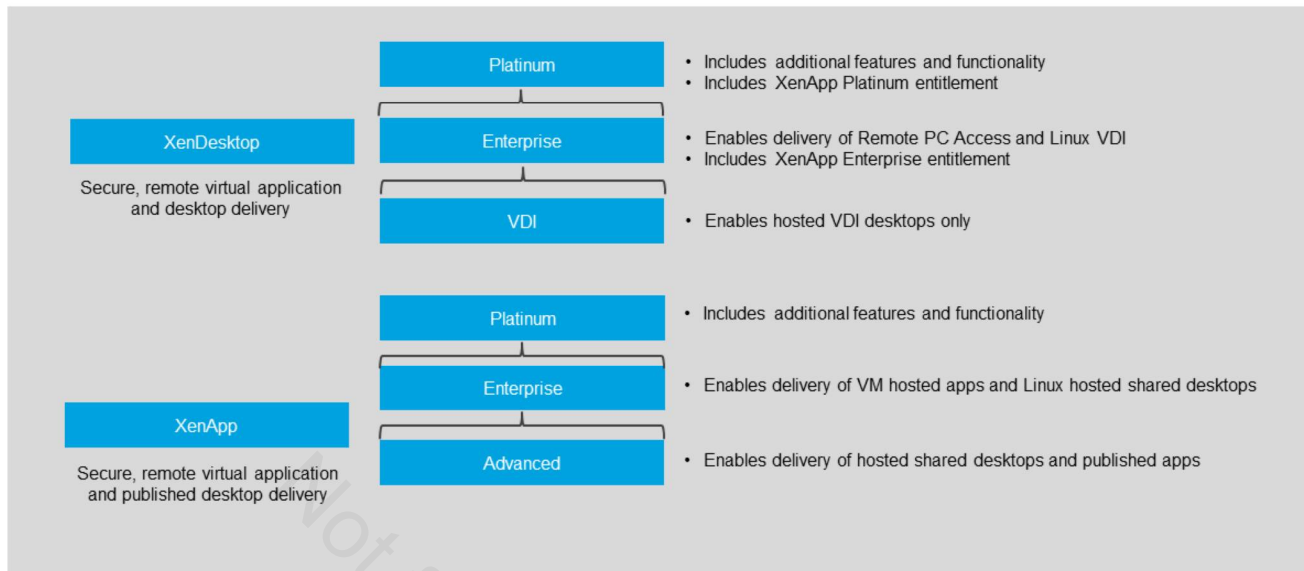 Platinum
• Includes additional features and functionality
• Includes XenApp Platinum entitlement
XenDesktop
Secure, remote virtual application
and desktop delivery
Enterprise
• Enables delivery of Remote PC Access and Linux VDI
• Includes XenApp Enterprise entitlement
VDI
• Enables hosted VDI desktops only
Platinum
• Includes additional features and functionality
Enterprise
• Enables delivery of VM hosted apps and Linux hosted shared desktops
XenApp
Secure, remote virtual application
and published desktop delivery
Advanced
• Enables delivery of hosted shared desktops and published apps
Not